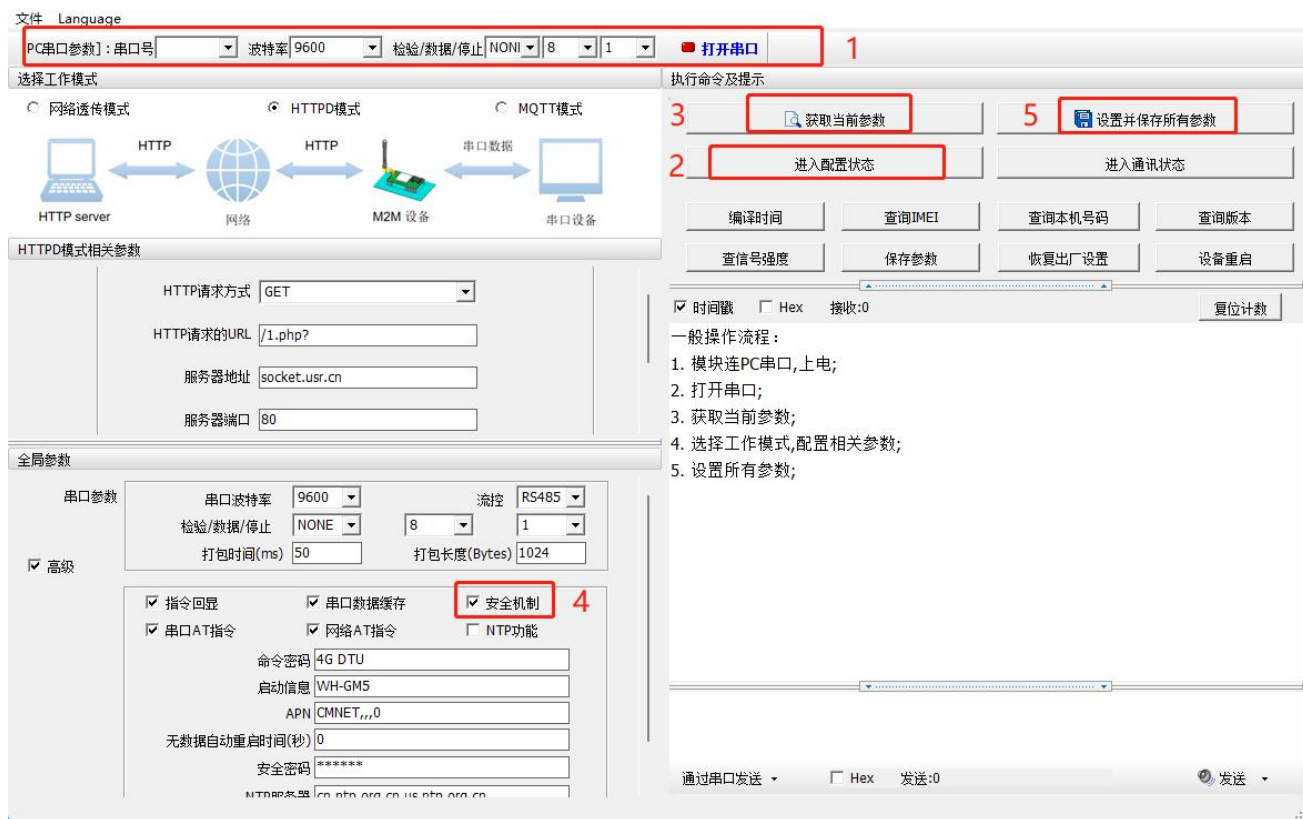 文件 Language
PC串口参数]:串口号 波特率 9600 检验/数据/停止 NONI 8 1 打开串口 1
选择工作模式
网络透传模式 HTTPD模式 MQTT模式
HTTP HTTP 串口数据
HTTP server 网络 M2M 设备 串口设备
HTTPD模式相关参数
HTTP请求方式 GET
HTTP请求的URL /1.php?
服务器地址 socket.usr.cn
服务器端口 80
全局参数
串口参数 串口波特率 9600 流控 RS485
检验/数据/停止 NONE 8 1
打包时间(ms) 50 打包长度(Bytes) 1024
高级
指令回显 串口数据缓存 安全机制 4
串口AT指令 网络AT指令 NTP功能
命令密码 4G DTU
启动信息 WH-GM5
APN CMNET,,,0
无数据自动重启时间(秒) 0
安全密码 ******
NTP服务器 cn.ntp.org.cn,us.ntp.org.cn
执行命令及提示
3 获取当前参数 5 设置并保存所有参数
2 进入配置状态 进入通讯状态
编译时间 查询IMEI 查询本机号码 查询版本
查信号强度 保存参数 恢复出厂设置 设备重启
时间戳 Hex 接收:0 复位计数
一般操作流程:
1. 模块连PC串口,上电;
2. 打开串口;
3. 获取当前参数;
4. 选择工作模式,配置相关参数;
5. 设置所有参数;
通过串口发送 Hex 发送:0 发送